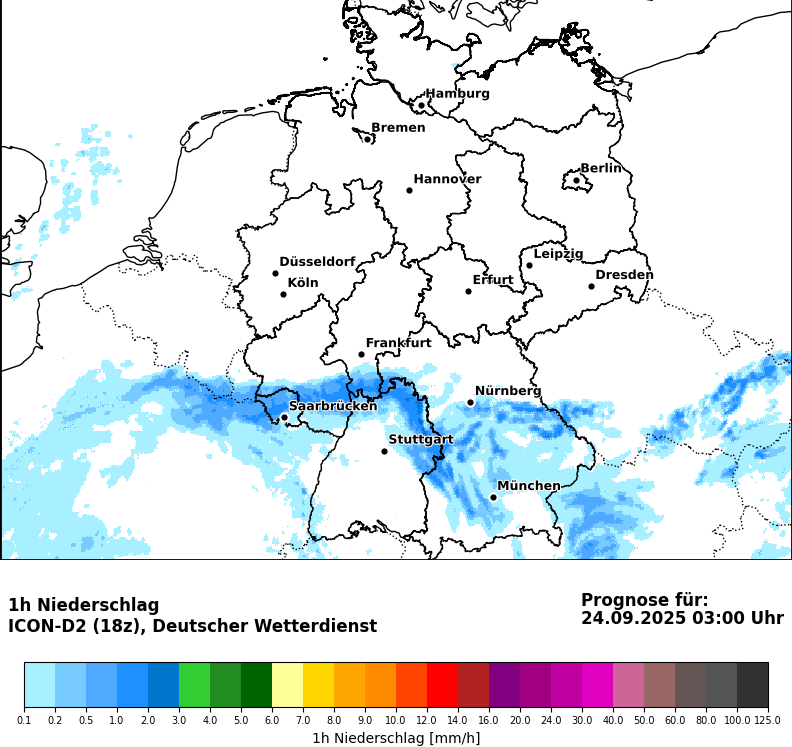 Hamburg
Bremen
Berlin
Hannover
Leipzig
Düsseldorf
Dresden
Köln
Erfurt
Frankfurt
Nürnberg
Saarbrücken
Stuttgart
München
1h Niederschlag
ICON-D2 (18z), Deutscher Wetterdienst
Prognose für:
24.09.2025 03:00 Uhr
0.1 0.2 0.5 1.0 2.0 3.0 4.0 5.0 6.0 7.0 9.0 10.0 12.0 14.0 16.0 20.0 24.0 30.0 40.0 50.0 60.0 80.0 100.0 125.0
1h Niederschlag [mm/h]